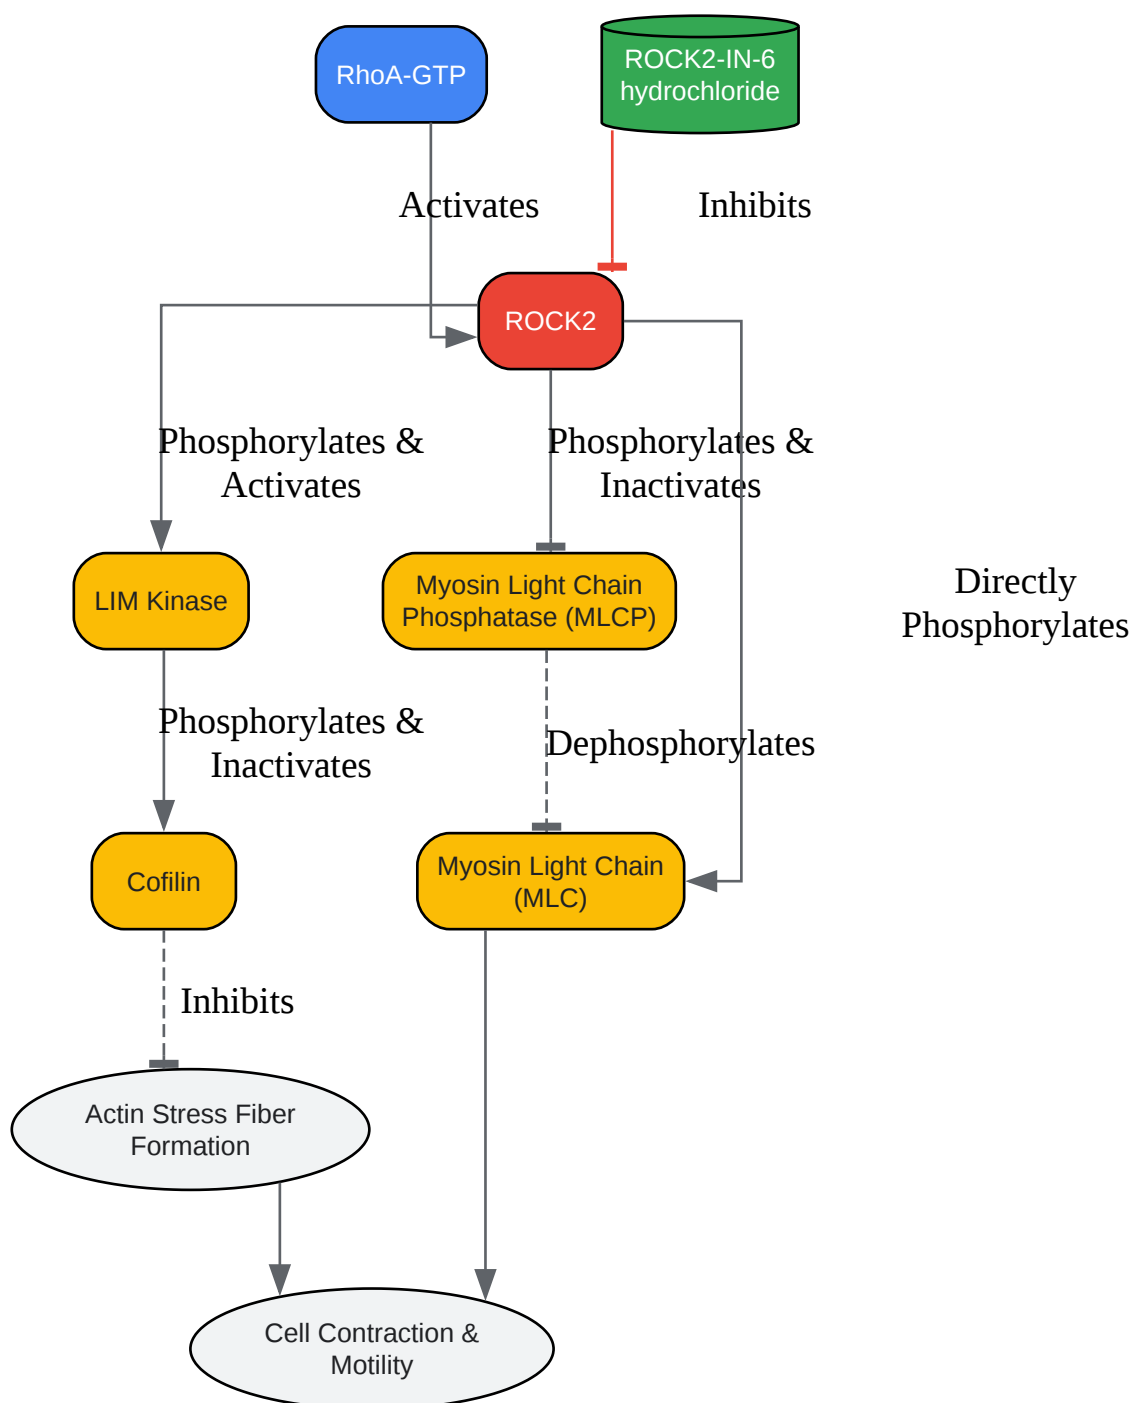 RhoA-GTP
ROCK2-IN-6
hydrochloride
Activates
Inhibits
ROCK2
Phosphorylates &
Activates
Phosphorylates &
Inactivates
LIM Kinase
Myosin Light Chain
Phosphatase (MLCP)
Directly
Phosphorylates
Phosphorylates &
Inactivates
Dephosphorylates
Cofilin
Myosin Light Chain
(MLC)
Inhibits
Actin Stress Fiber
Formation
Cell Contraction &
Motility